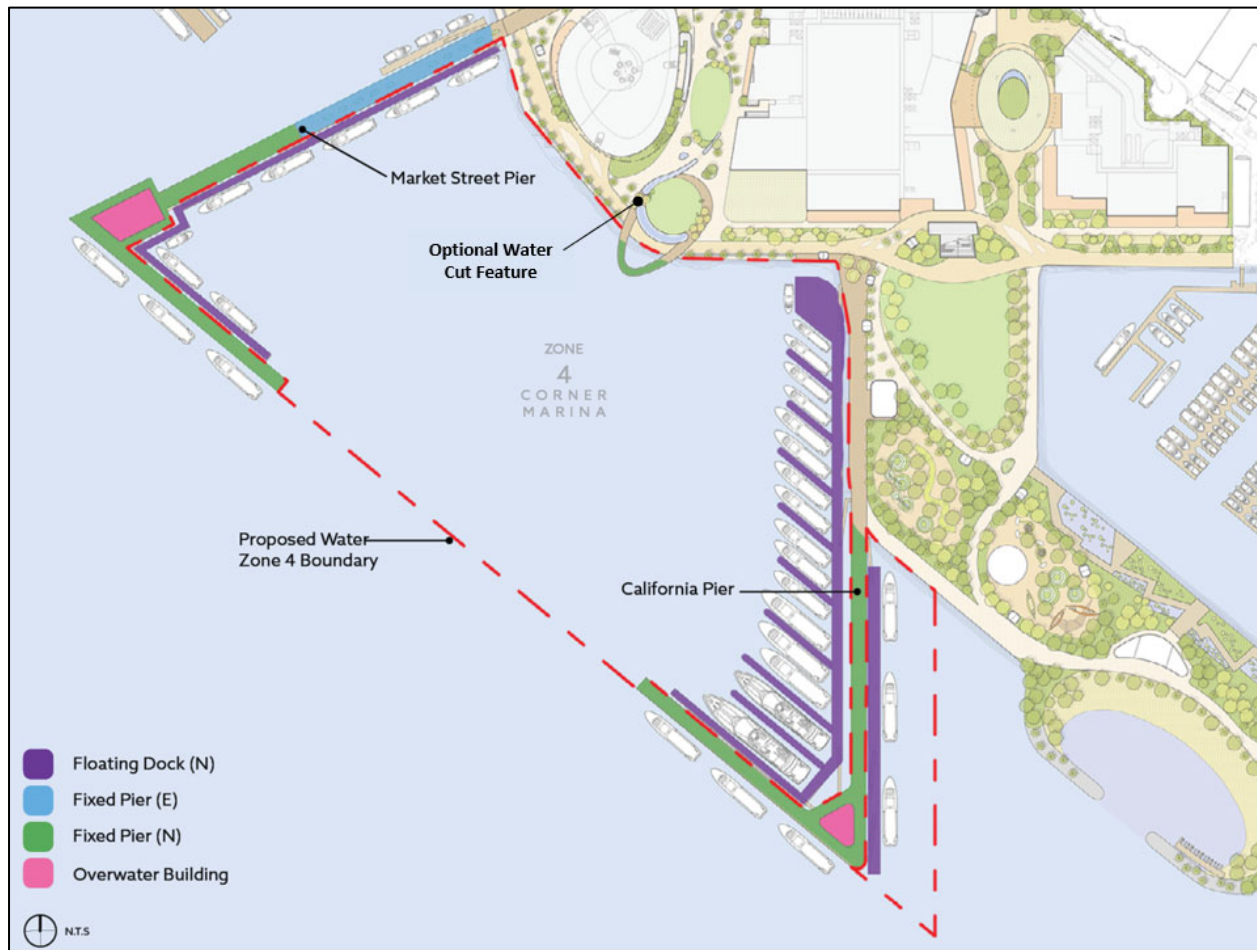 Market Street Pier
Optional Water
Cut Feature
ZONE
4
CORNER
MARINA
Proposed Water
Zone 4 Boundary
California Pier
Floating Dock (N)
Fixed Pier (E)
Fixed Pier (N)
Overwater Building
N.T.S